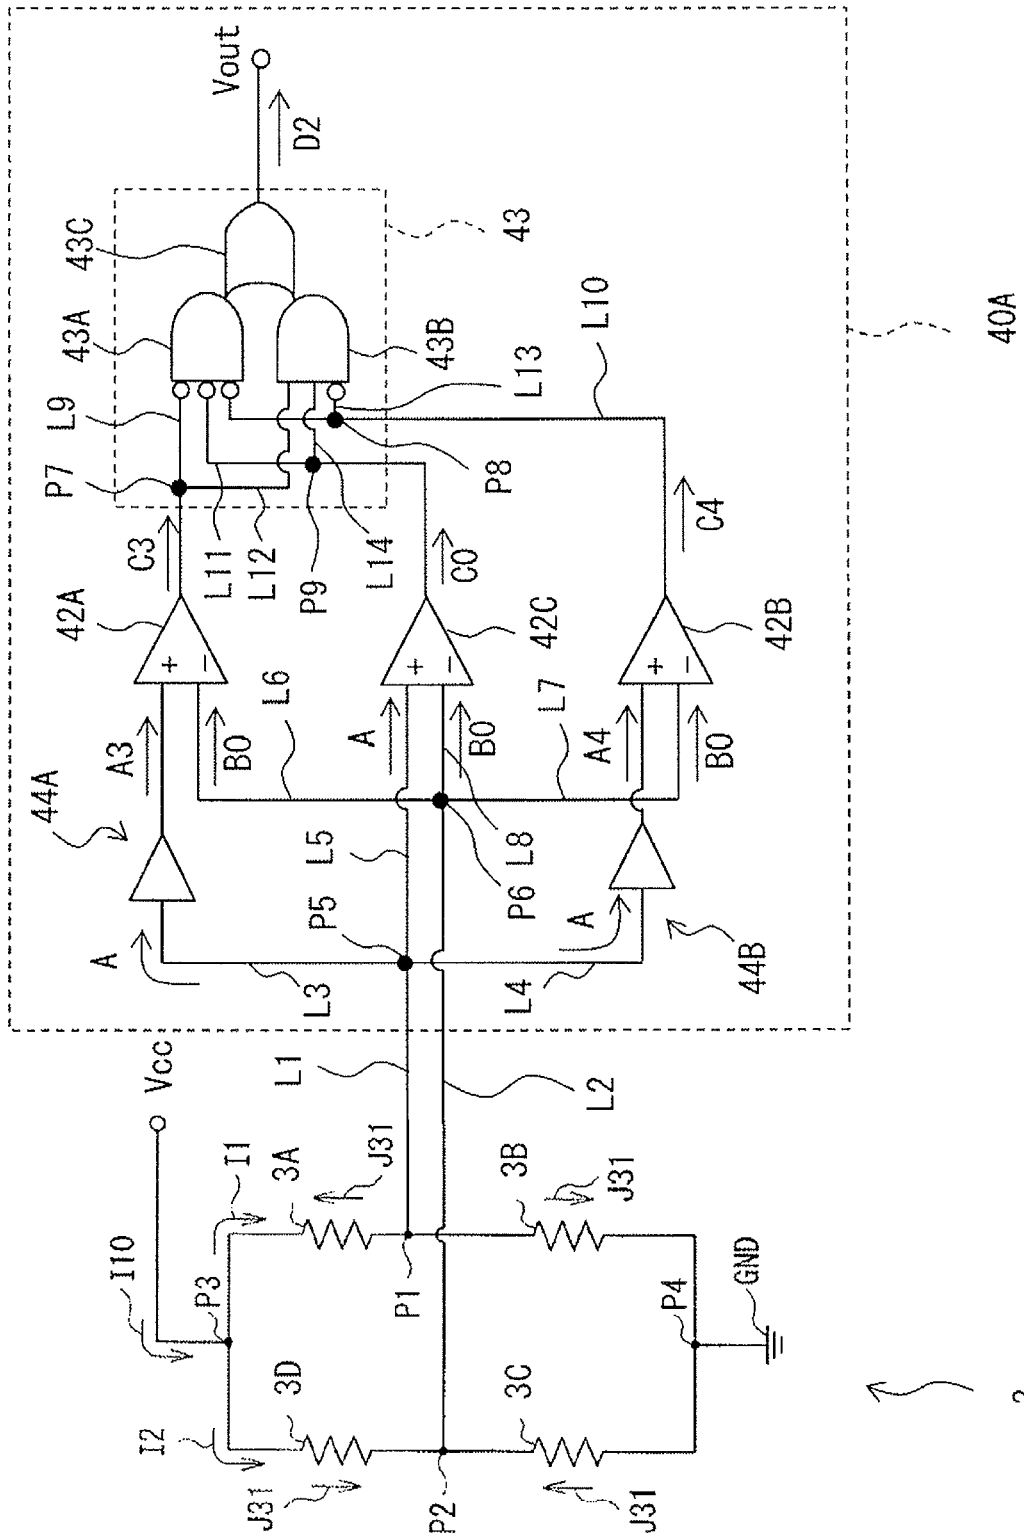 Vout
D2
43C
43
43A
43B
L9
L13
L10
40A
P7
P8
C3
L11
L12
P9
L14
C0
C4
42A
42C
42B
+
−
+
−
+
−
L6
L7
A3
B0
A
B0
A4
B0
44A
L5
L8
P5
P6
A
A
L3
L4
44B
Vcc
L1
L2
I1
3A
J31
3B
J31
I10
P3
P1
P4
GND
3D
3C
I2
J31
P2
J31